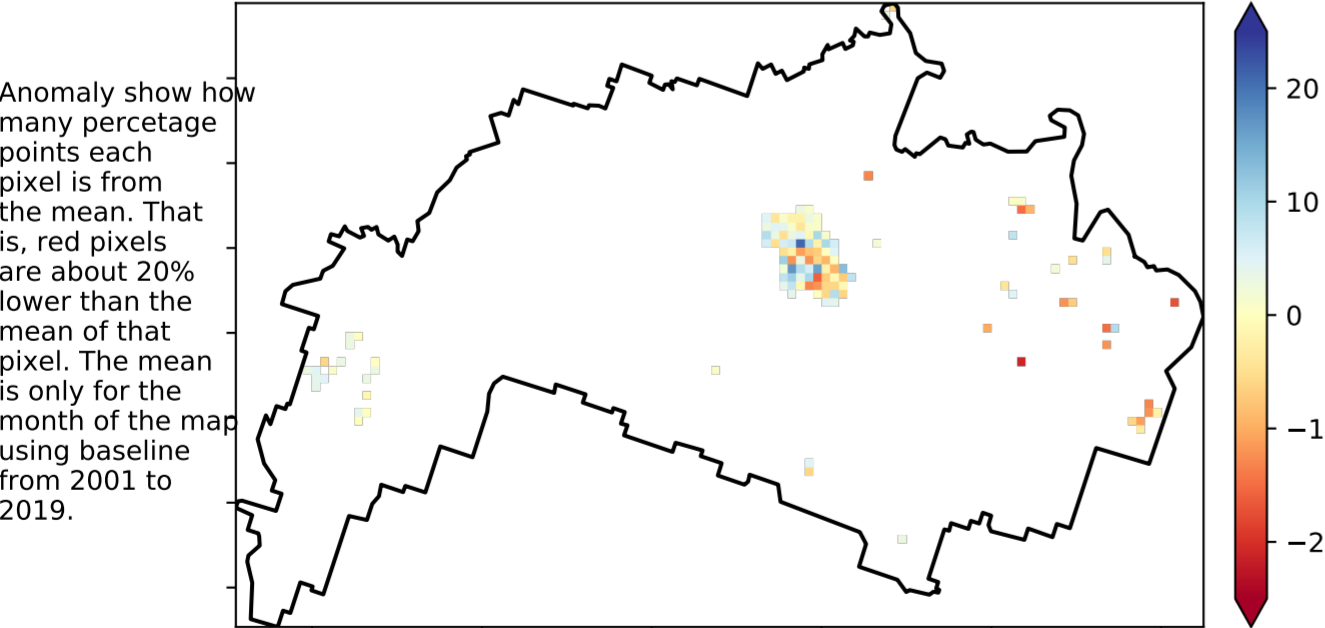 Anomaly show how
many percetage
points each
pixel is from
the mean. That
is, red pixels
are about 20%
lower than the
mean of that
pixel. The mean
is only for the
month of the map
using baseline
from 2001 to
2019.
20
10
0
−1
−2